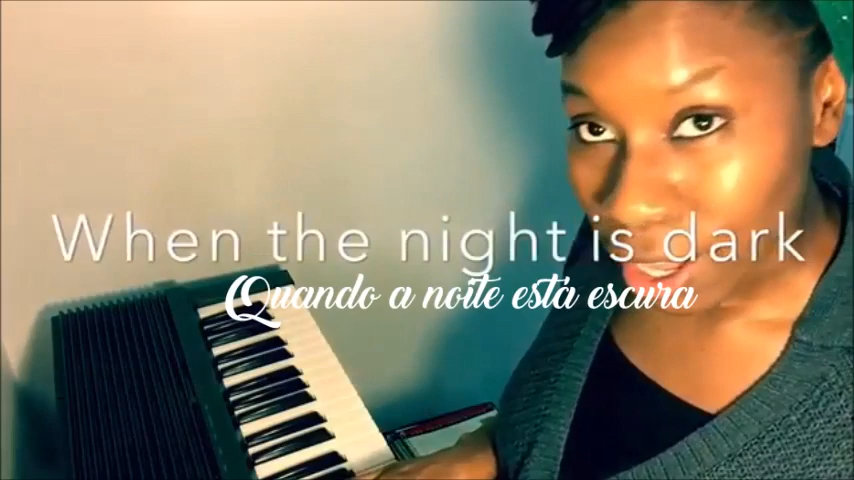 When the night is dark
Quando a noite está escura